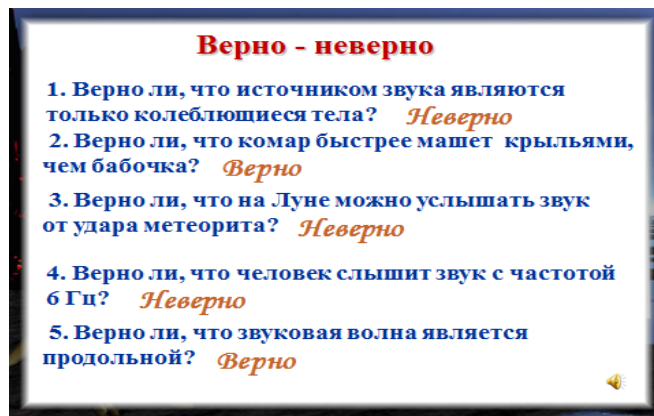 Верно - неверно
1. Верно ли, что источником звука являются
только колеблющиеся тела? Неверно
2. Верно ли, что комар быстрее машет крыльями,
чем бабочка? Верно
3. Верно ли, что на Луне можно услышать звук
от удара метеорита? Неверно
4. Верно ли, что человек слышит звук с частотой
6 Гц? Неверно
5. Верно ли, что звуковая волна является
продольной? Верно